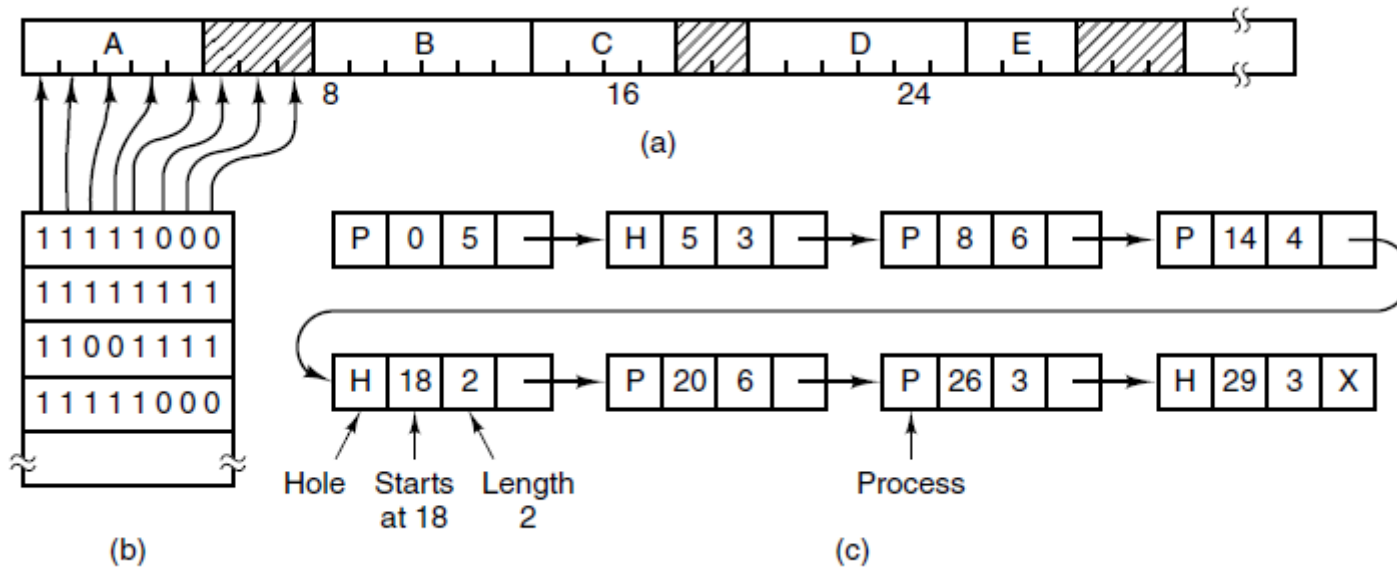 A B C D E
8 16 24
(a)
1 1 1 1 1 0 0 0
1 1 1 1 1 1 1 1
1 1 0 0 1 1 1 1
1 1 1 1 1 0 0 0
(b)
P 0 5 H 5 3 P 8 6 P 14 4
H 18 2 P 20 6 P 26 3 H 29 3 X
Hole Starts Length Process
at 18 2
(c)